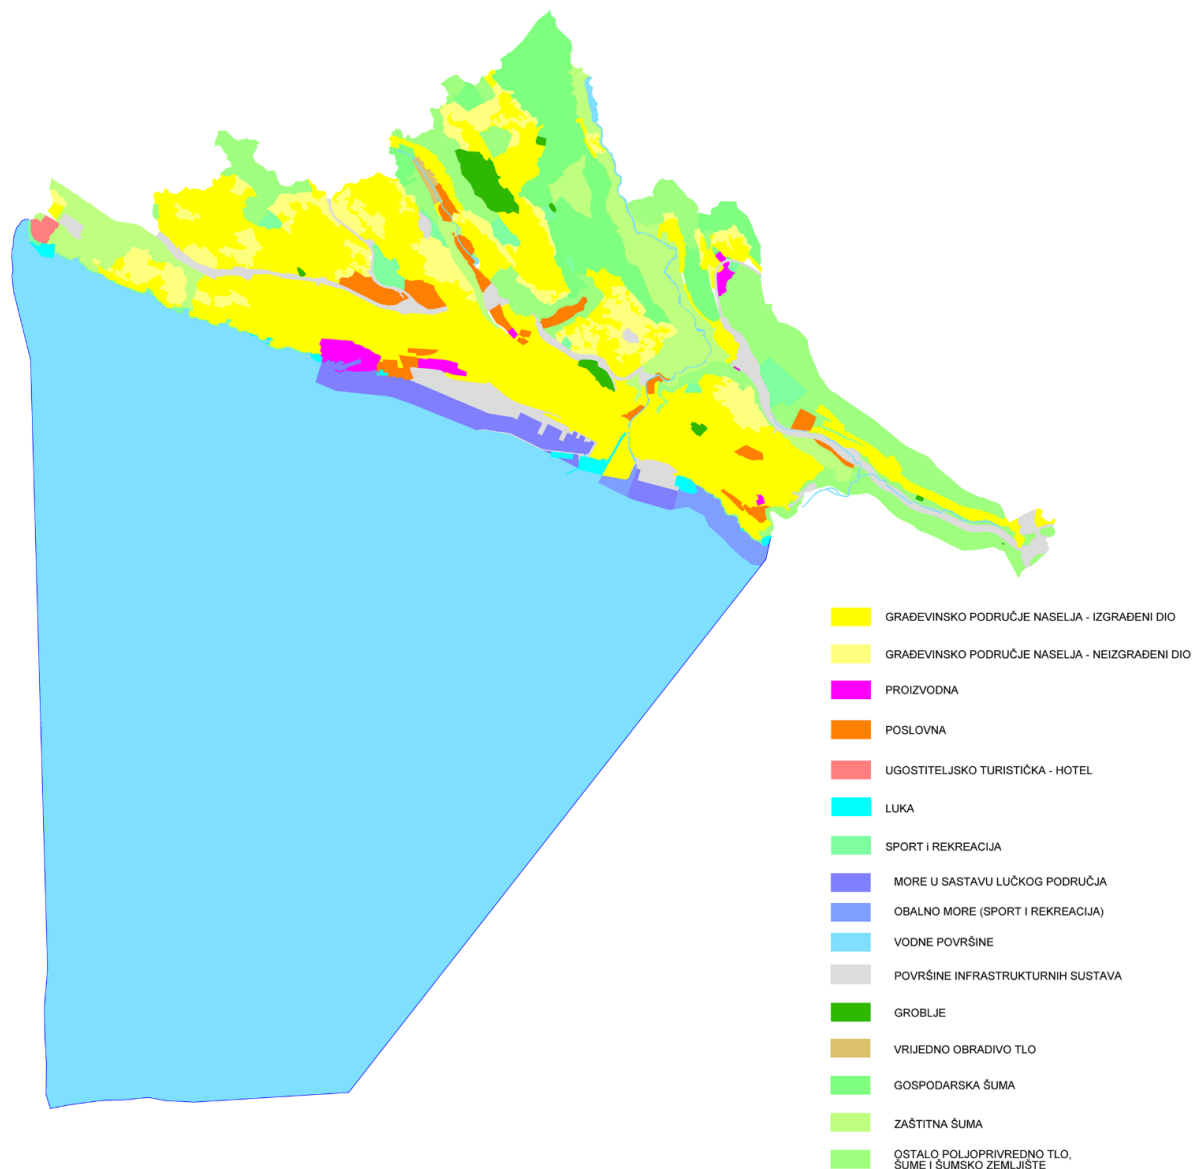 GRAĐEVINSKO PODRUČJE NASELJA - IZGRAĐENI DIO
GRAĐEVINSKO PODRUČJE NASELJA - NEIZGRAĐENI DIO
PROIZVODNA
POSLOVNA
UGOSTITELJSKO TURISTIČKA - HOTEL
LUKA
SPORT i REKREACIJA
MORE U SASTAVU LUČKOG PODRUČJA
OBALNO MORE (SPORT I REKREACIJA)
VODNE POVRŠINE
POVRŠINE INFRASTRUKTURNIH SUSTAVA
GROBLJE
VRIJEDNO OBRADIVO TLO
GOSPODARSKA ŠUMA
ZAŠTITNA ŠUMA
OSTALO POLJOPRIVREDNO TLO,
ŠUME I ŠUMSKO ZEMLJIŠTE